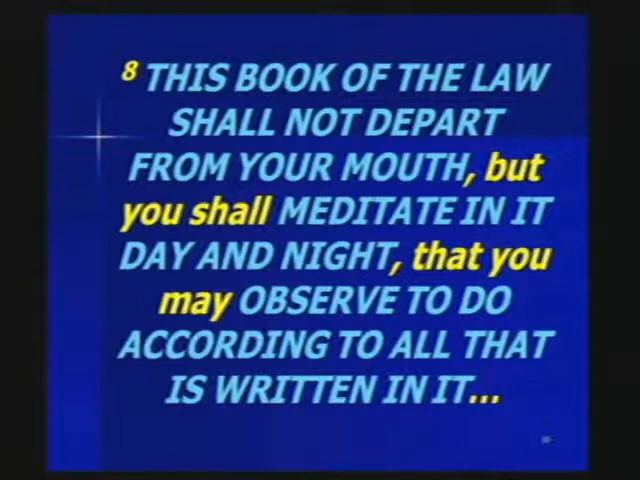 8 THIS BOOK OF THE LAW
SHALL NOT DEPART
FROM YOUR MOUTH, but
you shall MEDITATE IN IT
DAY AND NIGHT, that you
may OBSERVE TO DO
ACCORDING TO ALL THAT
IS WRITTEN IN IT...